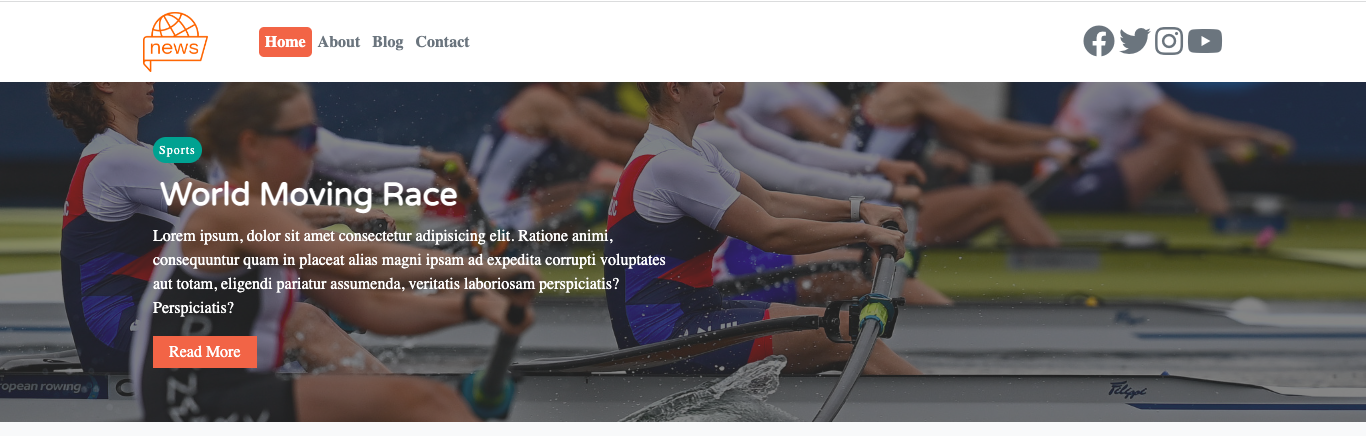 news
Home About Blog Contact
Sports
World Moving Race
Lorem ipsum, dolor sit amet consectetur adipisicing elit. Ratione animi,
consequuntur quam in placeat alias magni ipsam ad expedita corrupti voluptates
aut totam, eligendi pariatur assumenda, veritatis laboriosam perspiciatis?
Perspiciatis?
Read More
opean rowing
Filippi